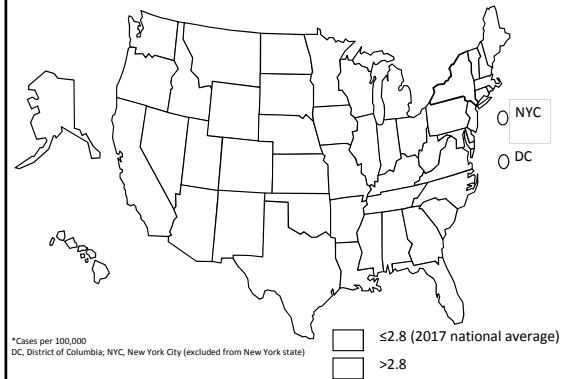 NYC
DC
≤2.8 (2017 national average)
>2.8
*Cases per 100,000
DC, District of Columbia; NYC, New York City (excluded from New York state)